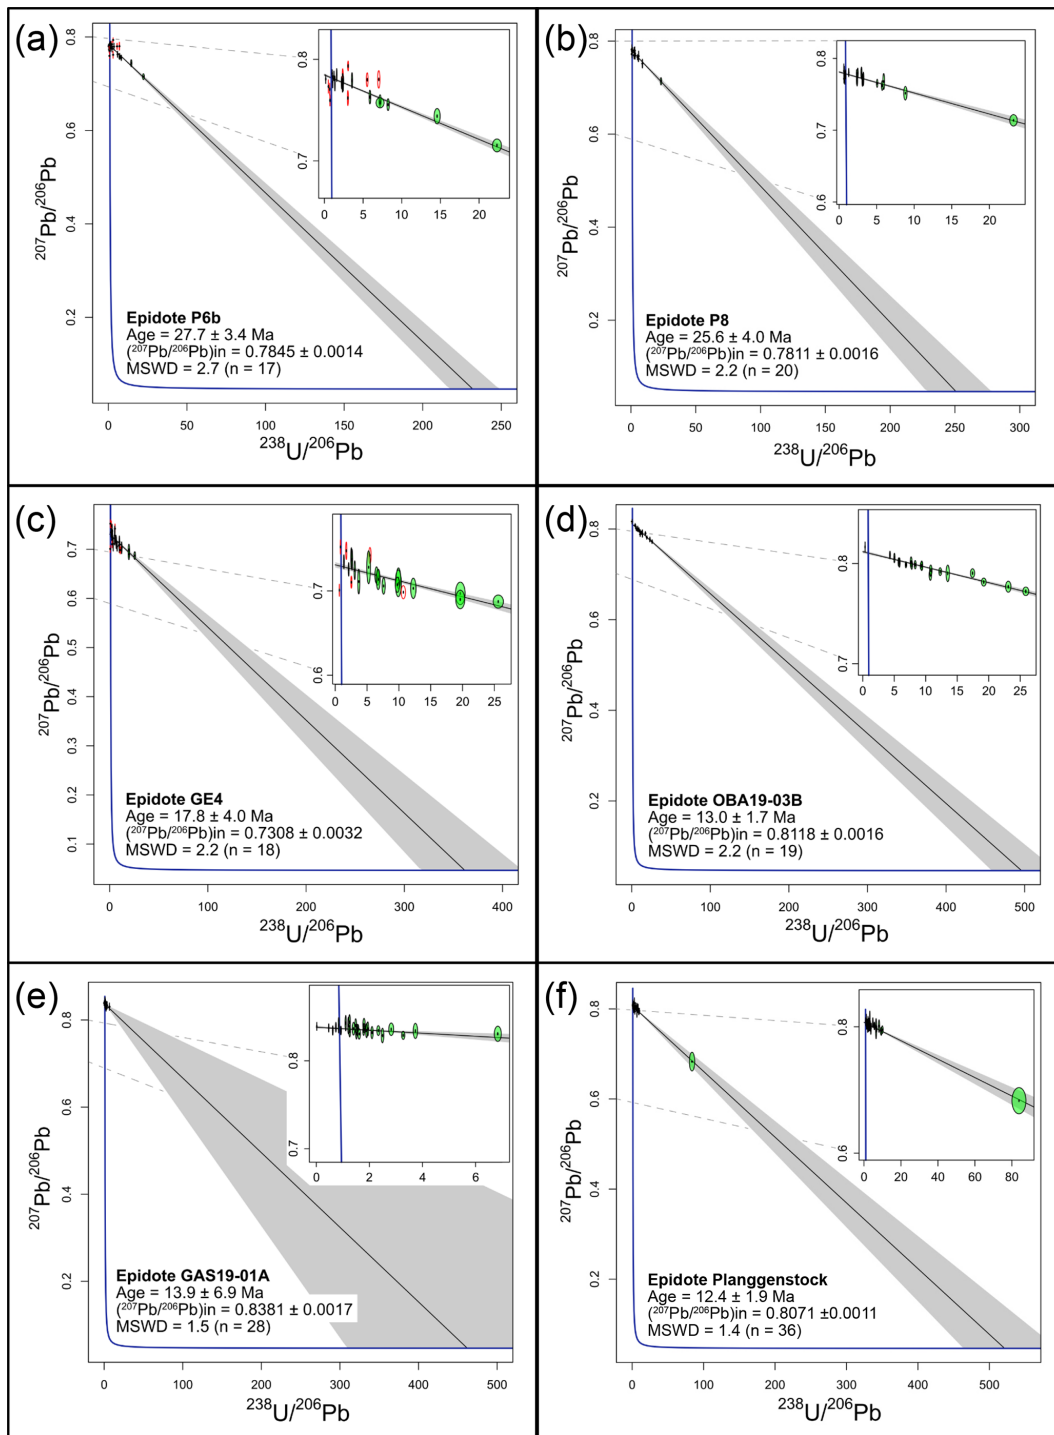 (a)
0.8
0.6
0.4
0.2
²⁰⁷Pb/²⁰⁶Pb
0.8
0.7
0 5 10 15 20
Epidote P6b
Age = 27.7 ± 3.4 Ma
(²⁰⁷Pb/²⁰⁶Pb)in = 0.7845 ± 0.0014
MSWD = 2.7 (n = 17)
0 50 100 150 200 250
²³⁸U/²⁰⁶Pb
(b)
0.8
0.6
0.4
0.2
²⁰⁷Pb/²⁰⁶Pb
0.8
0.7
0.6
0 5 10 15 20
Epidote P8
Age = 25.6 ± 4.0 Ma
(²⁰⁷Pb/²⁰⁶Pb)in = 0.7811 ± 0.0016
MSWD = 2.2 (n = 20)
0 50 100 150 200 250 300
²³⁸U/²⁰⁶Pb
(c)
0.7
0.6
0.5
0.4
0.3
0.2
0.1
²⁰⁷Pb/²⁰⁶Pb
0.7
0.6
0 5 10 15 20 25
Epidote GE4
Age = 17.8 ± 4.0 Ma
(²⁰⁷Pb/²⁰⁶Pb)in = 0.7308 ± 0.0032
MSWD = 2.2 (n = 18)
0 100 200 300 400
²³⁸U/²⁰⁶Pb
(d)
0.8
0.6
0.4
0.2
²⁰⁷Pb/²⁰⁶Pb
0.8
0.7
0 5 10 15 20 25
Epidote OBA19-03B
Age = 13.0 ± 1.7 Ma
(²⁰⁷Pb/²⁰⁶Pb)in = 0.8118 ± 0.0016
MSWD = 2.2 (n = 19)
0 100 200 300 400 500
²³⁸U/²⁰⁶Pb
(e)
0.8
0.6
0.4
0.2
²⁰⁷Pb/²⁰⁶Pb
0.8
0.7
0 2 4 6
Epidote GAS19-01A
Age = 13.9 ± 6.9 Ma
(²⁰⁷Pb/²⁰⁶Pb)in = 0.8381 ± 0.0017
MSWD = 1.5 (n = 28)
0 100 200 300 400 500
²³⁸U/²⁰⁶Pb
(f)
0.8
0.6
0.4
0.2
²⁰⁷Pb/²⁰⁶Pb
0.8
0.6
0 20 40 60 80
Epidote Planggenstock
Age = 12.4 ± 1.9 Ma
(²⁰⁷Pb/²⁰⁶Pb)in = 0.8071 ±0.0011
MSWD = 1.4 (n = 36)
0 100 200 300 400 500
²³⁸U/²⁰⁶Pb